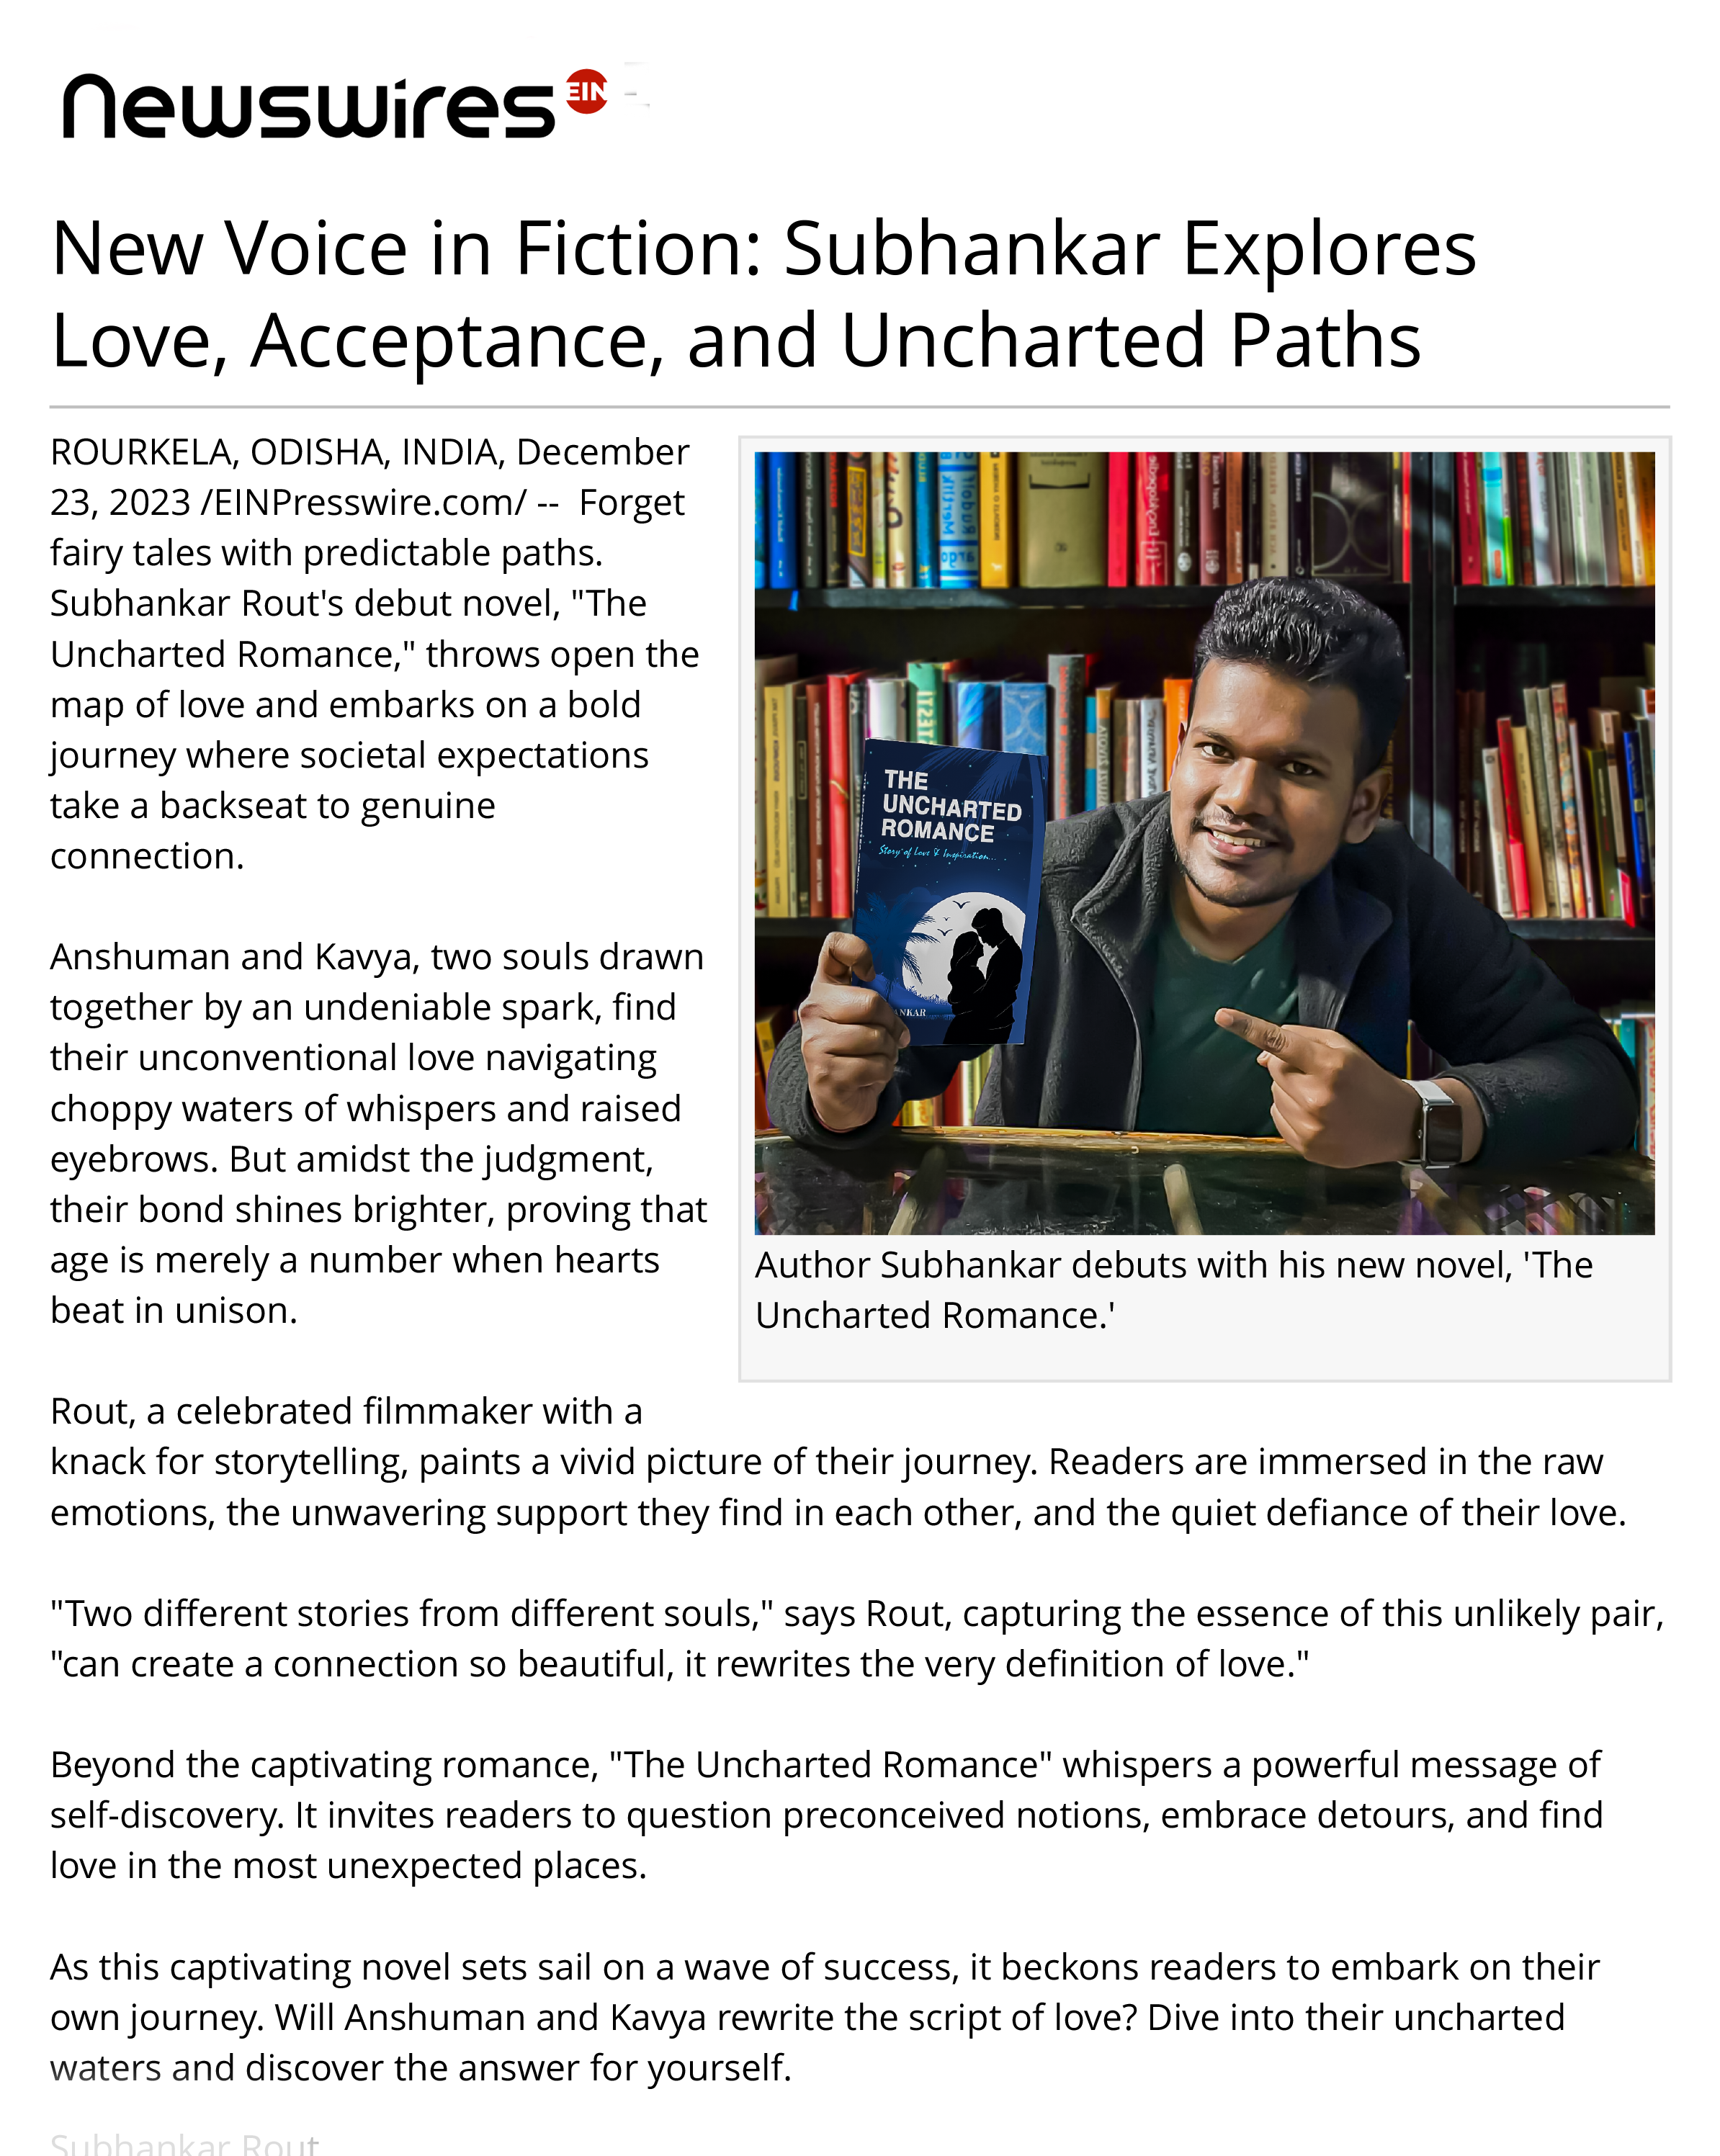 Newswires EIN
New Voice in Fiction: Subhankar Explores
Love, Acceptance, and Uncharted Paths
ROURKELA, ODISHA, INDIA, December
23, 2023 /EINPresswire.com/ -- Forget
fairy tales with predictable paths.
Subhankar Rout's debut novel, "The
Uncharted Romance," throws open the
map of love and embarks on a bold
journey where societal expectations
take a backseat to genuine
connection.
Anshuman and Kavya, two souls drawn
together by an undeniable spark, find
their unconventional love navigating
choppy waters of whispers and raised
eyebrows. But amidst the judgment,
their bond shines brighter, proving that
age is merely a number when hearts
beat in unison.
THE
UNCHARTED
ROMANCE
Story of Love & Inspiration...
ANKAR
Author Subhankar debuts with his new novel, 'The
Uncharted Romance.'
Rout, a celebrated filmmaker with a
knack for storytelling, paints a vivid picture of their journey. Readers are immersed in the raw
emotions, the unwavering support they find in each other, and the quiet defiance of their love.
"Two different stories from different souls," says Rout, capturing the essence of this unlikely pair,
"can create a connection so beautiful, it rewrites the very definition of love."
Beyond the captivating romance, "The Uncharted Romance" whispers a powerful message of
self-discovery. It invites readers to question preconceived notions, embrace detours, and find
love in the most unexpected places.
As this captivating novel sets sail on a wave of success, it beckons readers to embark on their
own journey. Will Anshuman and Kavya rewrite the script of love? Dive into their uncharted
waters and discover the answer for yourself.
Subhankar Rout